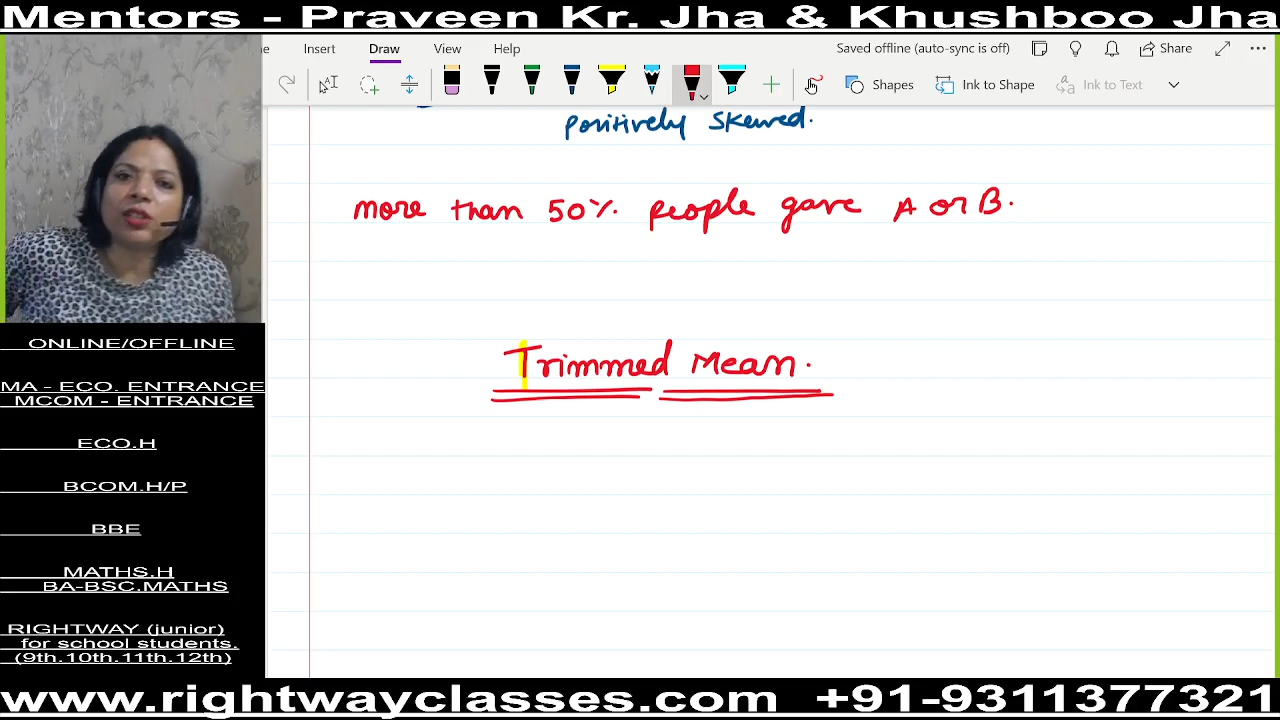 Mentors - Praveen Kr. Jha & Khushboo Jha
Insert Draw View Help
Saved offline (auto-sync is off) Share
Shapes Ink to Shape Ink to Text
positively skewed.
more than 50% people gave A or B.
Trimmed Mean.
ONLINE/OFFLINE
MA - ECO. ENTRANCE
MCOM - ENTRANCE
ECO.H
BCOM.H/P
BBE
MATHS.H
BA-BSC.MATHS
RIGHTWAY (junior)
for school students.
(9th.10th.11th.12th)
www.rightwayclasses.com +91-9311377321